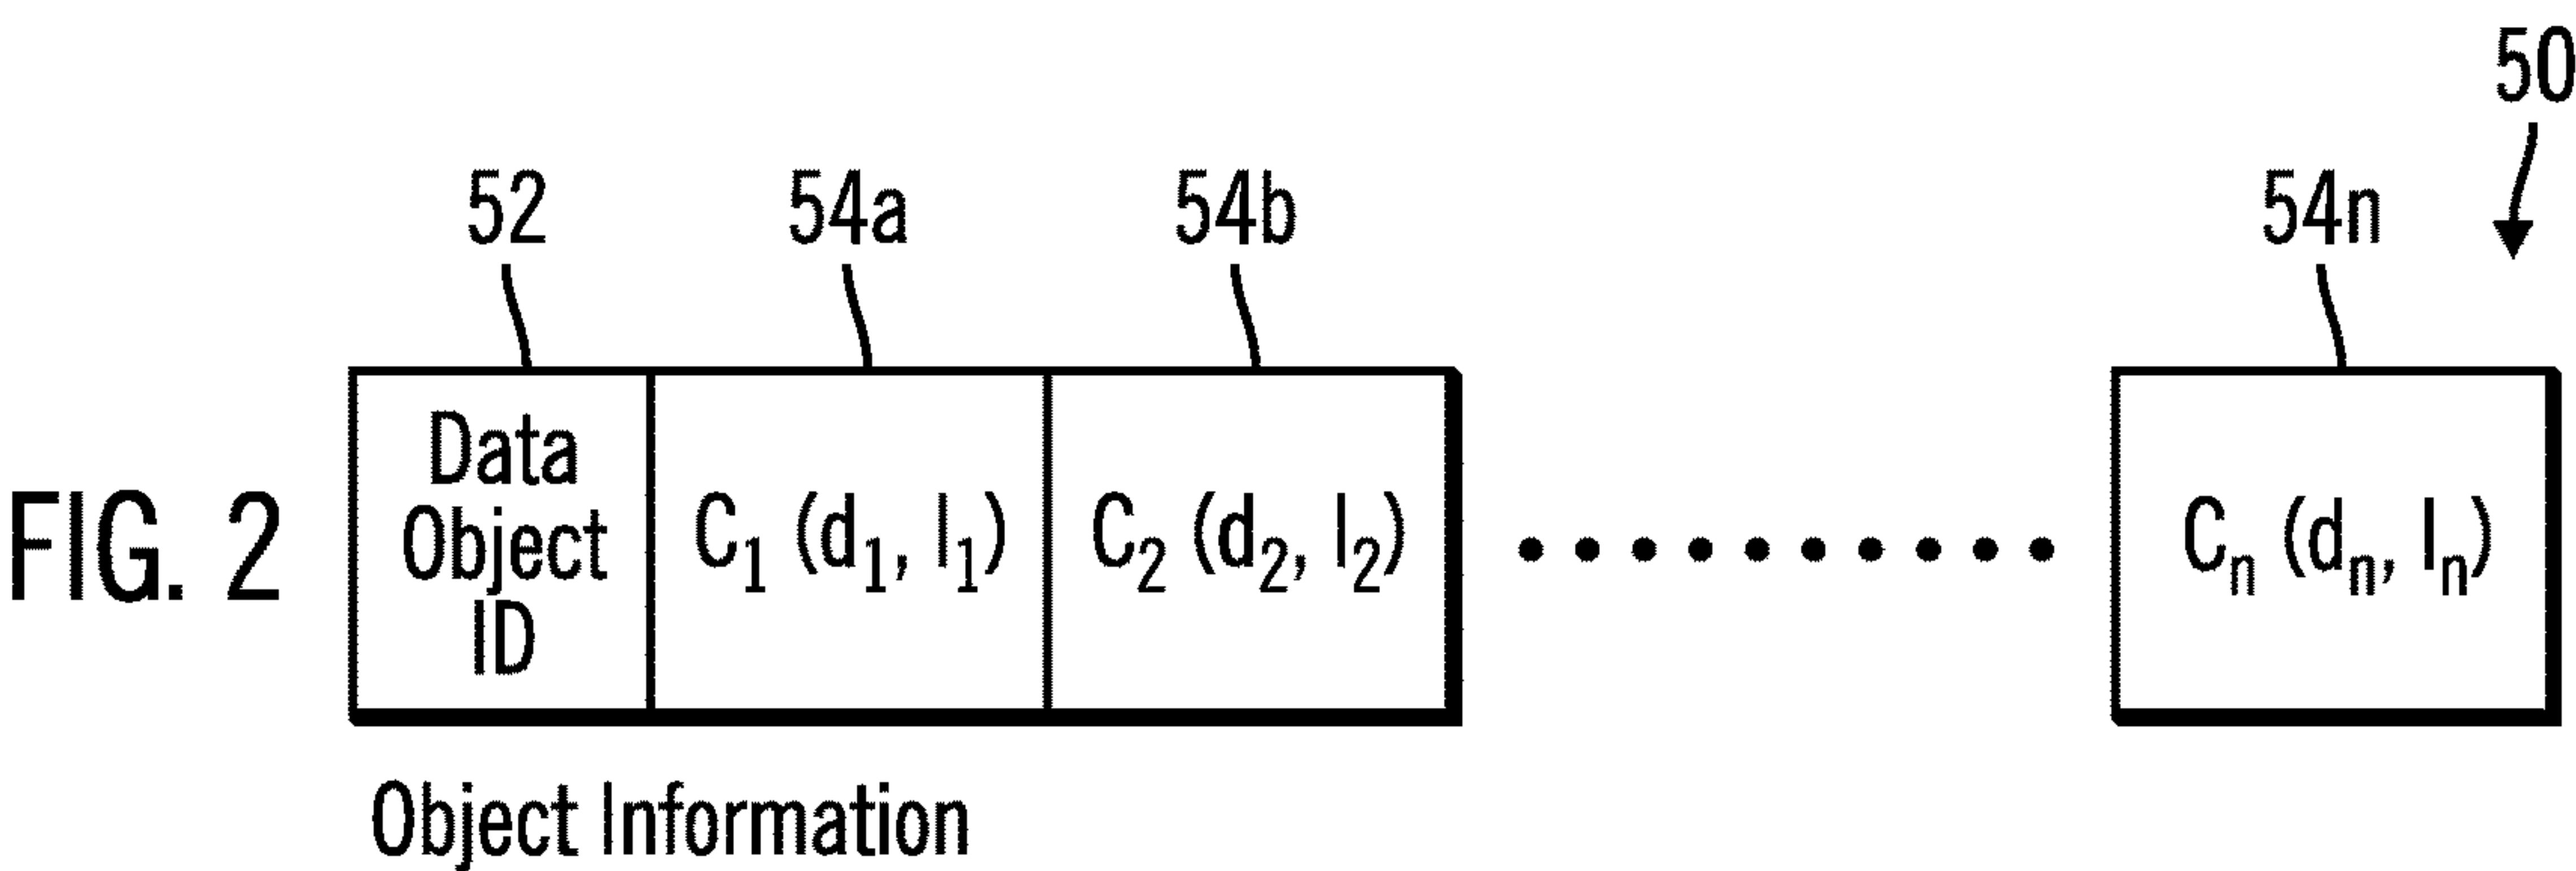 50
52 54a 54b 54n
Data
Object
ID
C₁ (d₁, l₁) C₂ (d₂, l₂) Cₙ (dₙ, lₙ)
FIG. 2
Object Information